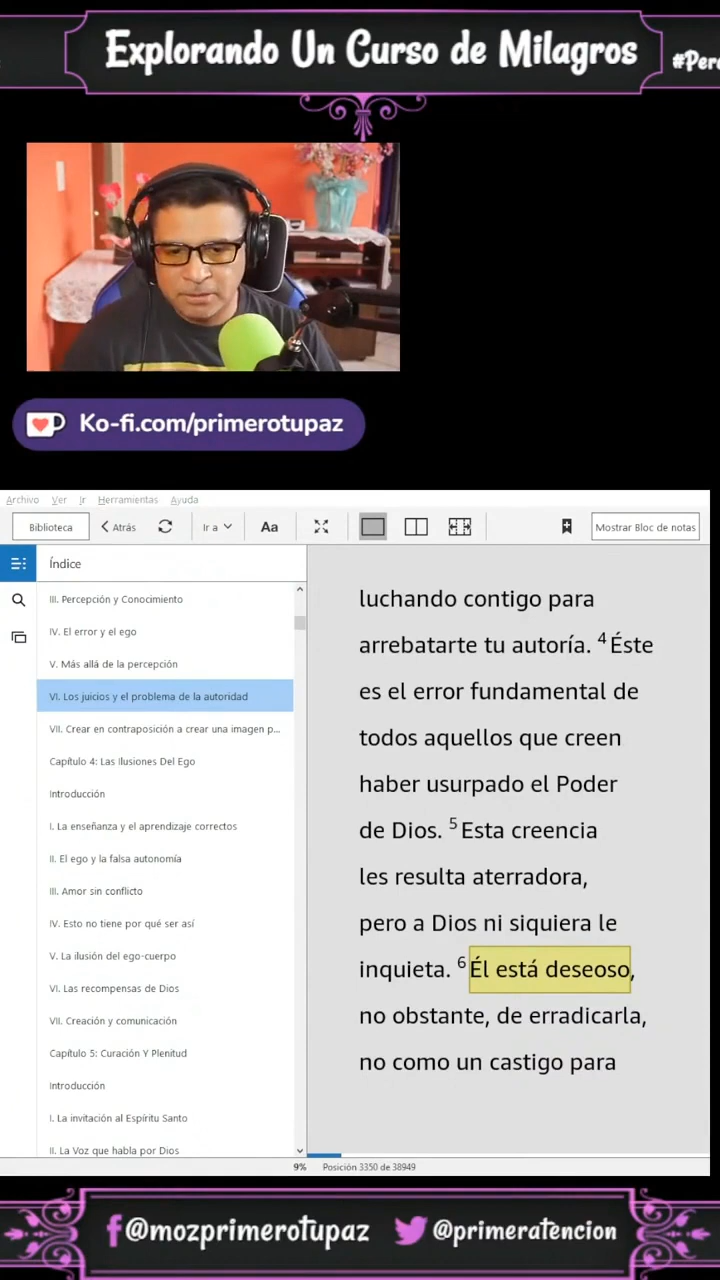 Explorando Un Curso de Milagros
#Perd
Ko-fi.com/primerotupaz
Archivo Ver Ir Herramientas Ayuda
Biblioteca Atrás Ir a Aa Mostrar Bloc de notas
Índice
III. Percepción y Conocimiento
IV. El error y el ego
V. Más allá de la percepción
VI. Los juicios y el problema de la autoridad
VII. Crear en contraposición a crear una imagen p...
Capítulo 4: Las Ilusiones Del Ego
Introducción
I. La enseñanza y el aprendizaje correctos
II. El ego y la falsa autonomía
III. Amor sin conflicto
IV. Esto no tiene por qué ser así
V. La ilusión del ego-cuerpo
VI. Las recompensas de Dios
VII. Creación y comunicación
Capítulo 5: Curación Y Plenitud
Introducción
I. La invitación al Espíritu Santo
II. La Voz que habla por Dios
luchando contigo para
arrebatarte tu autoría. 4 Éste
es el error fundamental de
todos aquellos que creen
haber usurpado el Poder
de Dios. 5 Esta creencia
les resulta aterradora,
pero a Dios ni siquiera le
inquieta. 6 Él está deseoso,
no obstante, de erradicarla,
no como un castigo para
9% Posición 3350 de 38949
@mozprimerotupaz @primeratencion